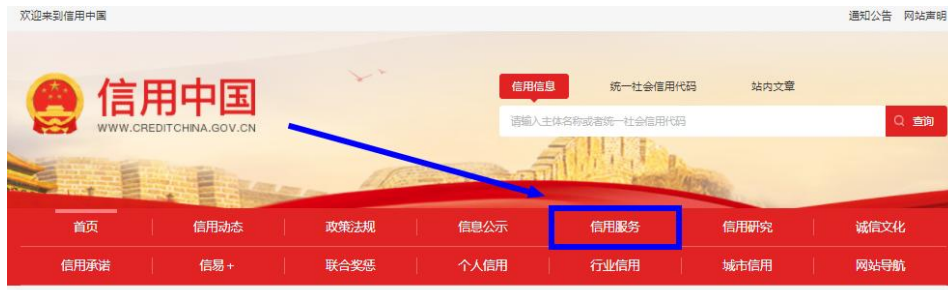 欢迎来到信用中国
通知公告 网站声明
信用信息 统一社会信用代码 站内文章
信用中国
WWW.CREDITCHINA.GOV.CN
请输入主体名称或者统一社会信用代码 查询
首页 信用动态 政策法规 信息公示 信用服务 信用研究 诚信文化
信用承诺 信易+ 联合奖惩 个人信用 行业信用 城市信用 网站导航